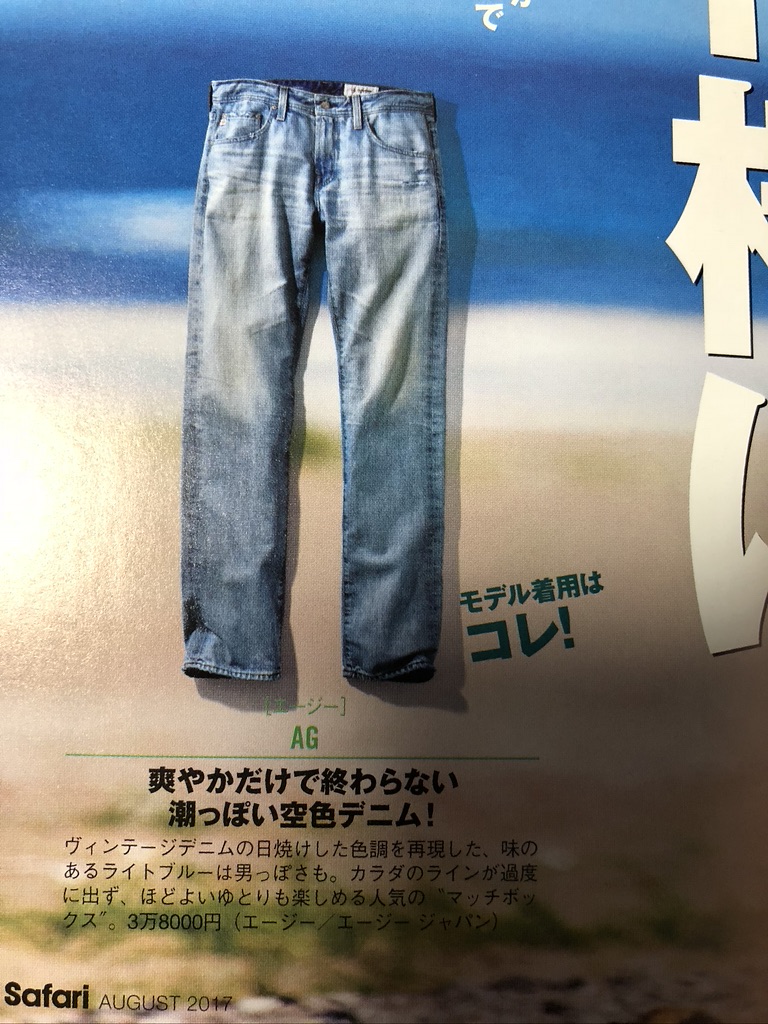 で
モデル着用は
コレ!
[エージー]
AG
爽やかだけで終わらない
潮っぽい空色デニム!
ヴィンテージデニムの日焼けした色調を再現した、味の
あるライトブルーは男っぽさも。カラダのラインが過度
に出ず、ほどよいゆとりも楽しめる人気の〝マッチボッ
クス〟。3万8000円（エージー／エージー ジャパン）
Safari AUGUST 2017